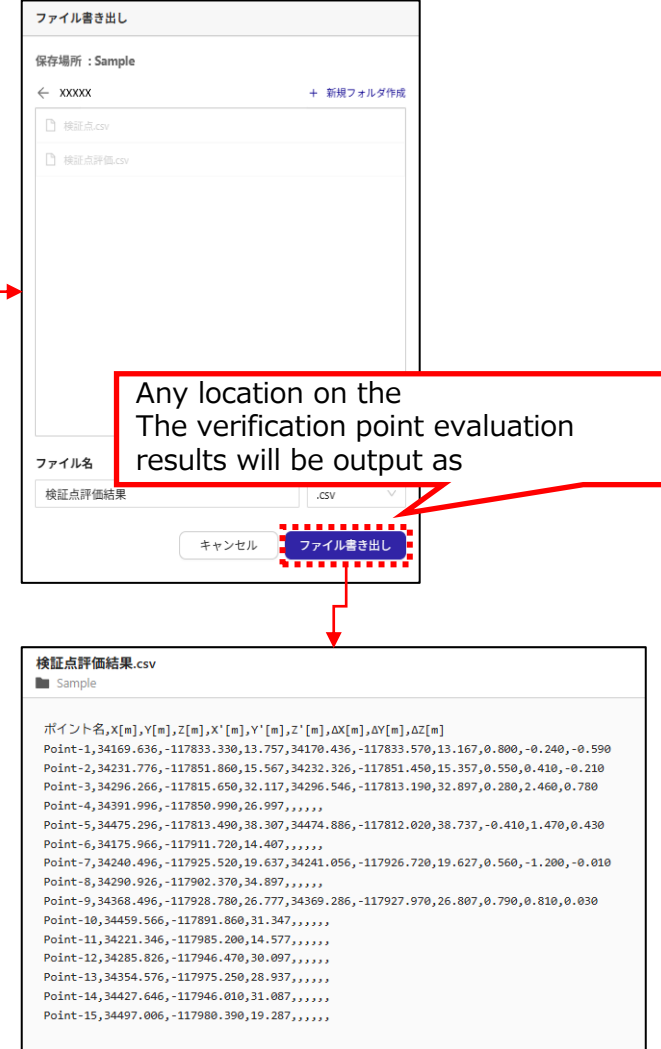 ファイル書き出し
保存場所 : Sample
← XXXXX
+ 新規フォルダ作成
検証点.csv
検証点評価.csv
Any location on the
The verification point evaluation
results will be output as
ファイル名
検証点評価結果
.csv
キャンセル
ファイル書き出し
検証点評価結果.csv
Sample
ポイント名,X[m],Y[m],Z[m],X'[m],Y'[m],Z'[m],ΔX[m],ΔY[m],ΔZ[m]
Point-1,34169.636,-117833.330,13.757,34170.436,-117833.570,13.167,0.800,-0.240,-0.590
Point-2,34231.776,-117851.860,15.567,34232.326,-117851.450,15.357,0.550,0.410,-0.210
Point-3,34296.266,-117815.650,32.117,34296.546,-117813.190,32.897,0.280,2.460,0.780
Point-4,34391.996,-117850.990,26.997,,,,,,
Point-5,34475.296,-117813.490,38.307,34474.886,-117812.020,38.737,-0.410,1.470,0.430
Point-6,34175.966,-117911.720,14.407,,,,,,
Point-7,34240.496,-117925.520,19.637,34241.056,-117926.720,19.627,0.560,-1.200,-0.010
Point-8,34290.926,-117902.370,34.897,,,,,,
Point-9,34368.496,-117928.780,26.777,34369.286,-117927.970,26.807,0.790,0.810,0.030
Point-10,34459.566,-117891.860,31.347,,,,,,
Point-11,34221.346,-117985.200,14.577,,,,,,
Point-12,34285.826,-117946.470,30.097,,,,,,
Point-13,34354.576,-117975.250,28.937,,,,,,
Point-14,34427.646,-117946.010,31.087,,,,,,
Point-15,34497.006,-117980.390,19.287,,,,,,